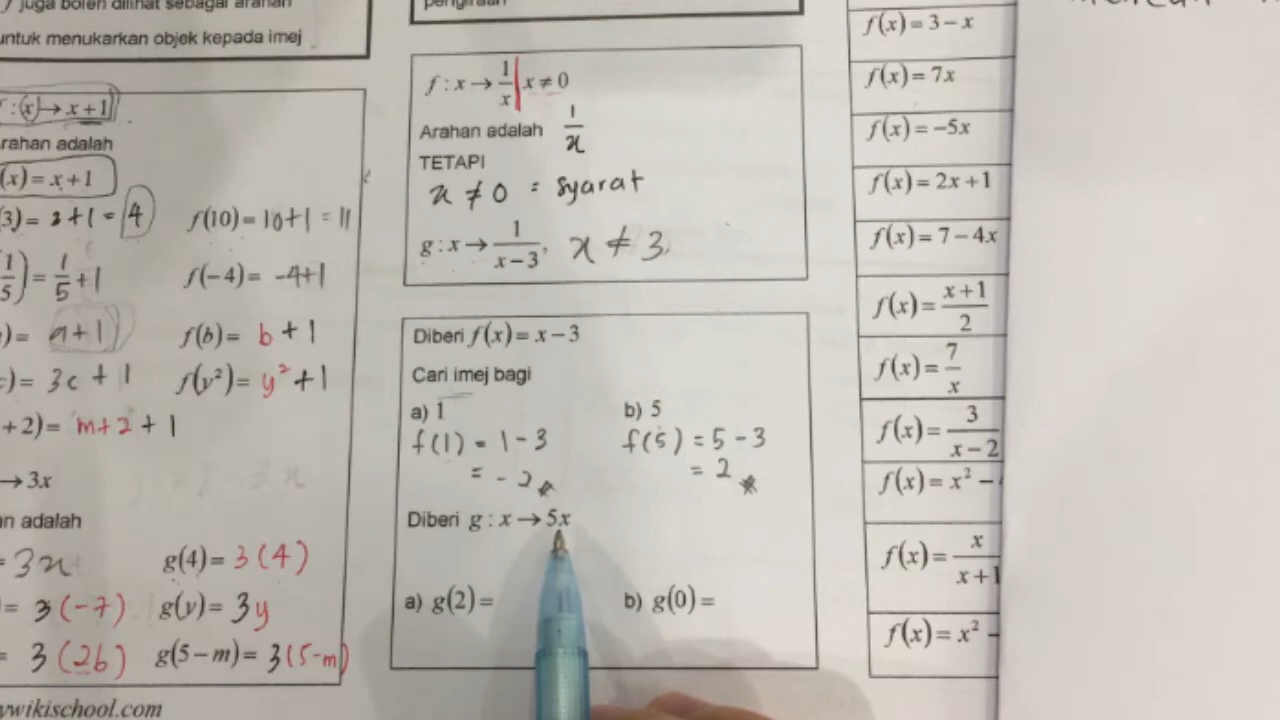 juga boleh dilihat sebagai arahan
untuk menukarkan objek kepada imej
f : (x) → x+1
arahan adalah
(x) = x+1
(3) = 3+1 = 4
f(10) = 10+1 = 11
1/5) = 1/5 + 1
f(-4) = -4+1
) = a+1
f(b) = b + 1
) = 3c + 1
f(y²) = y² + 1
+2) = m+2 + 1
→ 3x
adalah
= 3x
g(4) = 3(4)
= 3(-7)
g(y) = 3y
= 3(2b)
g(5-m) = 3(5-m)
wikischool.com
pengiraan
f : x → 1/x | x ≠ 0
Arahan adalah 1/x
TETAPI
x ≠ 0 = syarat
g : x → 1/(x-3), x ≠ 3
Diberi f(x) = x - 3
Cari imej bagi
a) 1
b) 5
f(1) = 1 - 3
f(5) = 5 - 3
= -2
= 2
Diberi g : x → 5x
a) g(2) =
b) g(0) =
f(x) = 3 - x
f(x) = 7x
f(x) = -5x
f(x) = 2x + 1
f(x) = 7 - 4x
f(x) = (x+1)/2
f(x) = 7/x
f(x) = 3/(x-2)
f(x) = x² -
f(x) = x/(x+1
f(x) = x² -